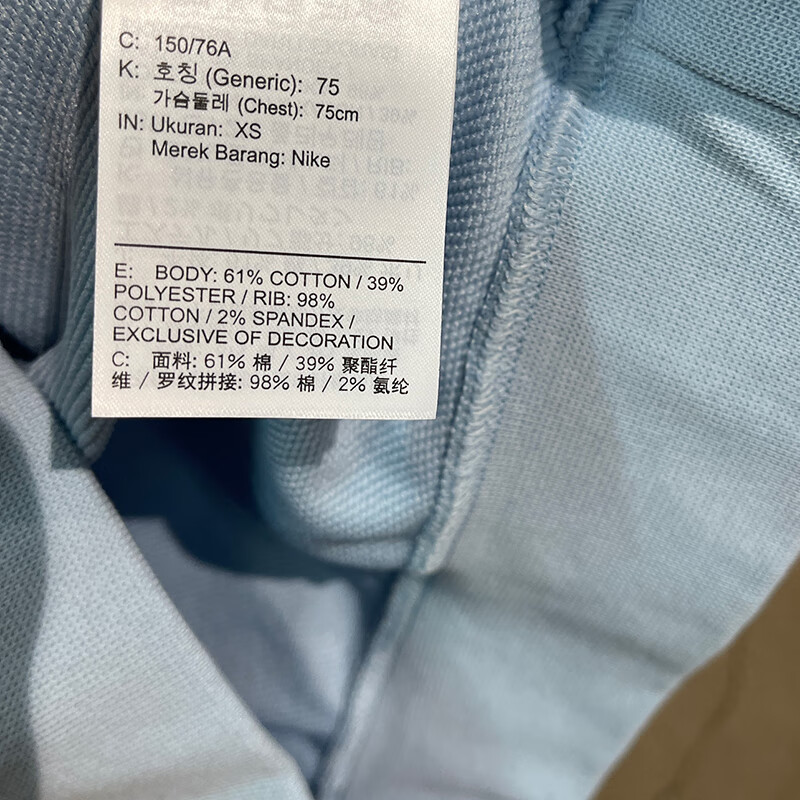 C: 150/76A
K: 호칭 (Generic): 75
가슴둘레 (Chest): 75cm
IN: Ukuran: XS
Merek Barang: Nike
E: BODY: 61% COTTON / 39%
POLYESTER / RIB: 98%
COTTON / 2% SPANDEX /
EXCLUSIVE OF DECORATION
C: 面料: 61% 棉 / 39% 聚酯纤
维 / 罗纹拼接: 98% 棉 / 2% 氨纶